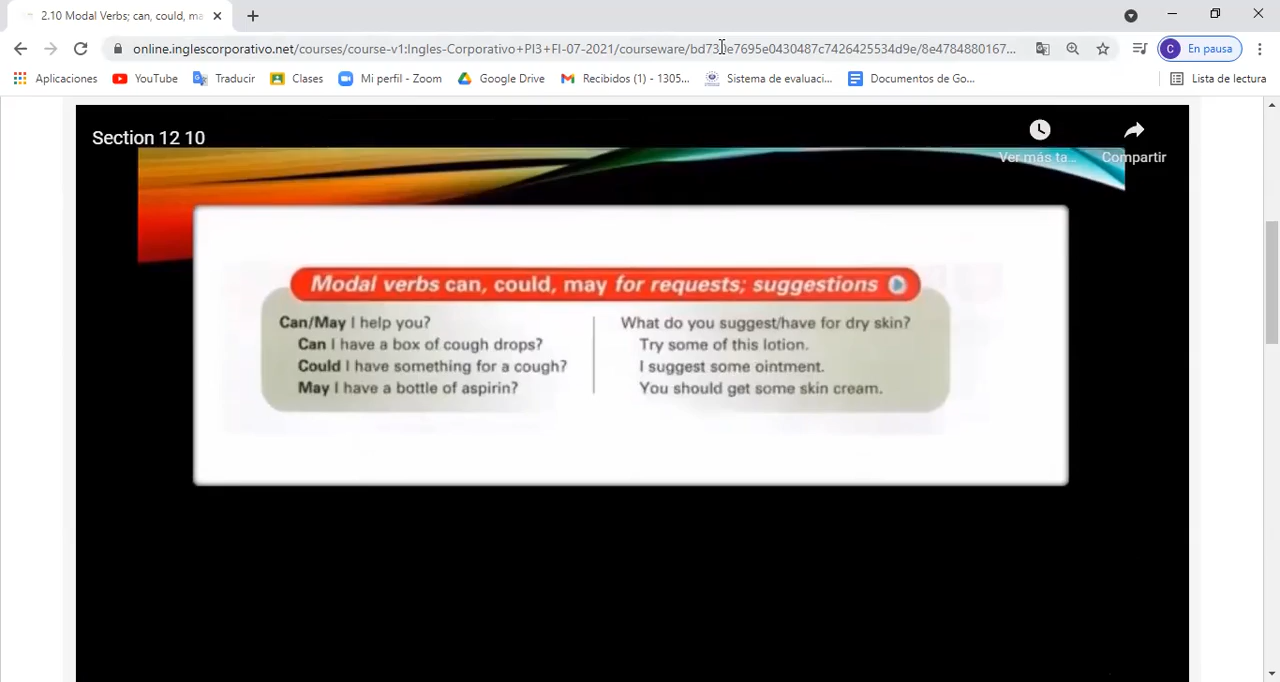 2.10 Modal Verbs; can, could, ma
online.inglescorporativo.net/courses/course-v1:Ingles-Corporativo+PI3+FI-07-2021/courseware/bd73 e7695e0430487c7426425534d9e/8e4784880167...
C En pausa
Aplicaciones YouTube Traducir Clases Mi perfil - Zoom Google Drive Recibidos (1) - 1305... Sistema de evaluaci... Documentos de Go... Lista de lectura
Section 12 10
Ver más ta... Compartir
Modal verbs can, could, may for requests; suggestions
Can/May I help you?
Can I have a box of cough drops?
Could I have something for a cough?
May I have a bottle of aspirin?
What do you suggest/have for dry skin?
Try some of this lotion.
I suggest some ointment.
You should get some skin cream.